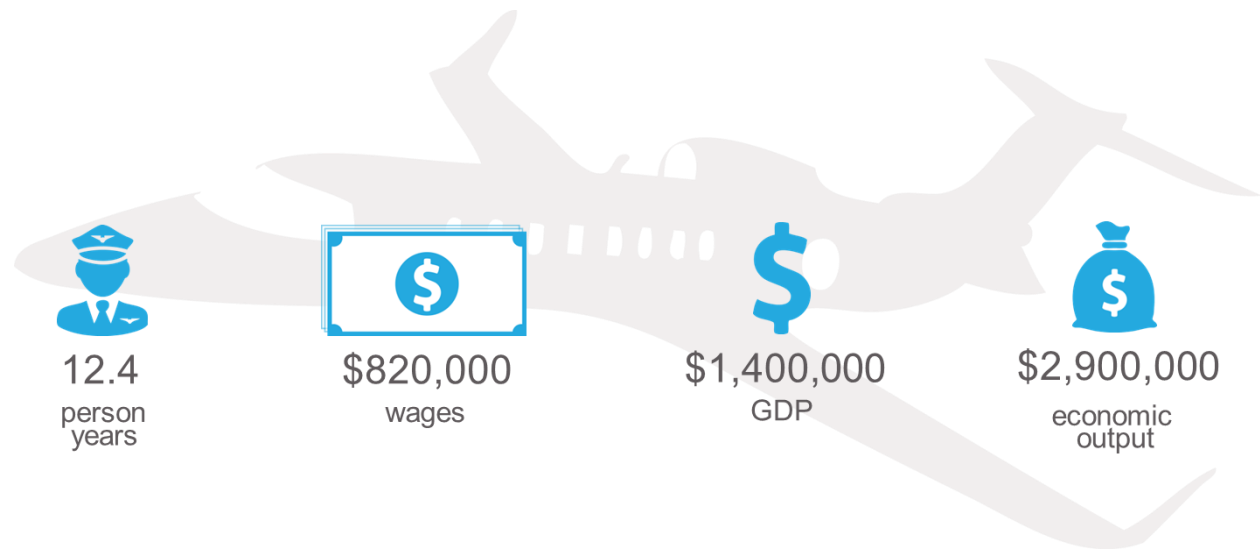 12.4
person
years
$820,000
wages
$1,400,000
GDP
$2,900,000
economic
output